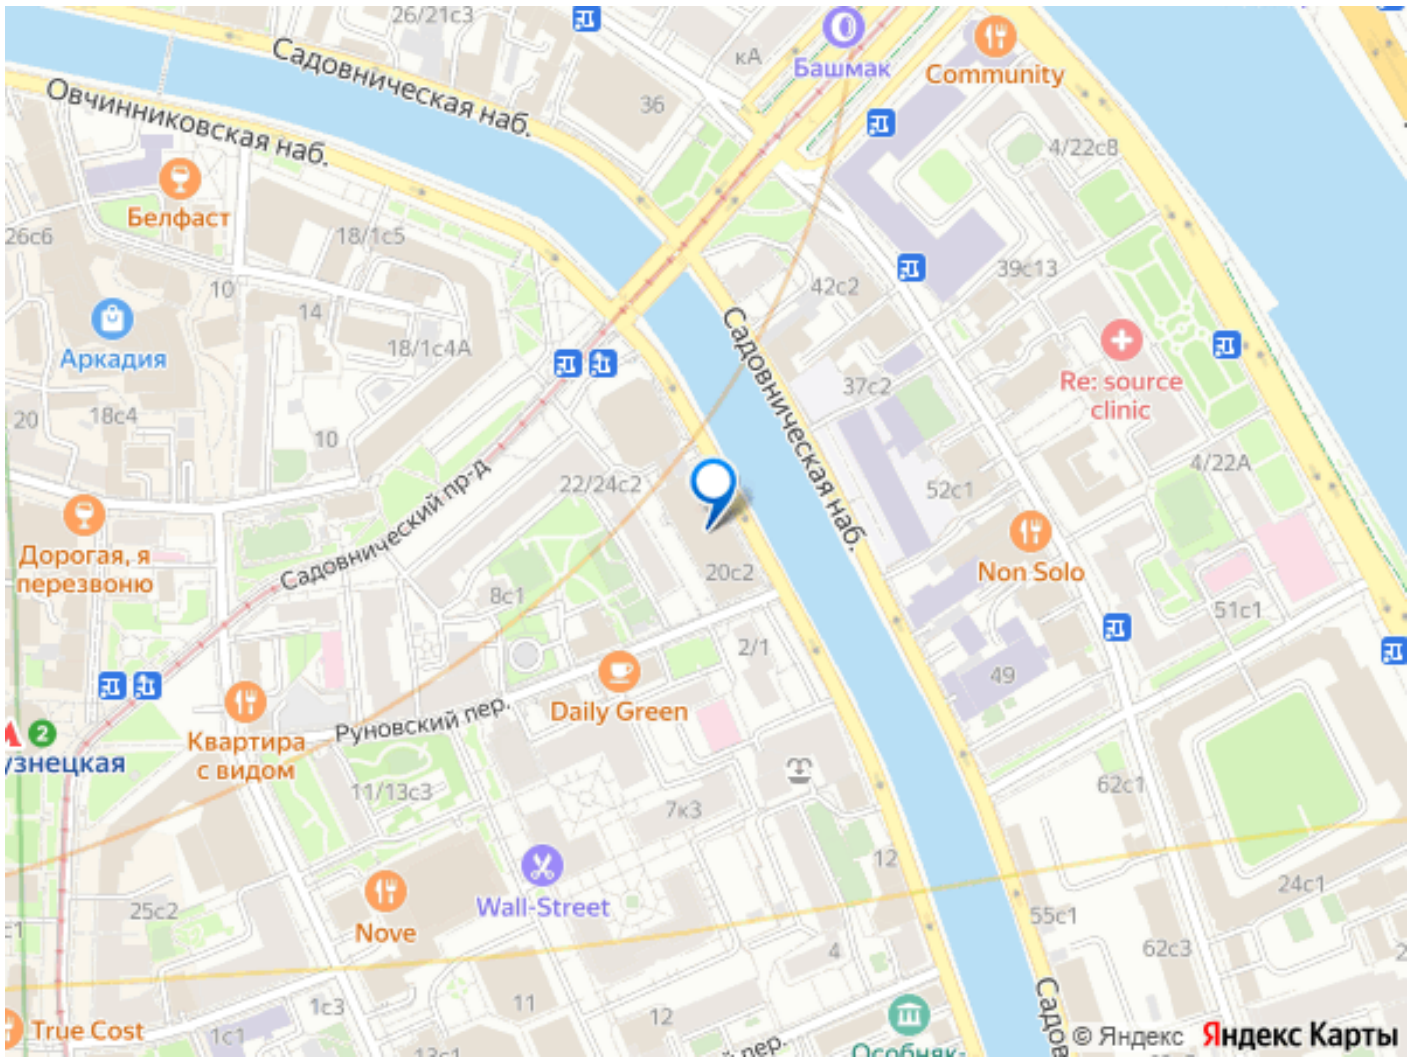 26/21с3
Садовническая наб.
кА
Башмак
Community
Овчинниковская наб.
36
4/22с8
Белфаст
26с6
18/1с5
10
14
42с2
39с13
Аркадия
18/1с4А
Садовническая наб.
37с2
Re: source
clinic
20
18с4
10
4/22А
22/24с2
52с1
Садовнический пр-д
Дорогая, я
перезвоню
Non Solo
20с2
8с1
51с1
2/1
49
2
узнецкая
Квартира
с видом
Руновский пер.
Daily Green
11/13с3
7к3
62с1
12
Wall-Street
24с1
25с2
Nove
55с1
62с3
4
1с3
11
12
True Cost
1с1
13с1
пер.
Особняк-
Садов
© Яндекс
Яндекс Карты